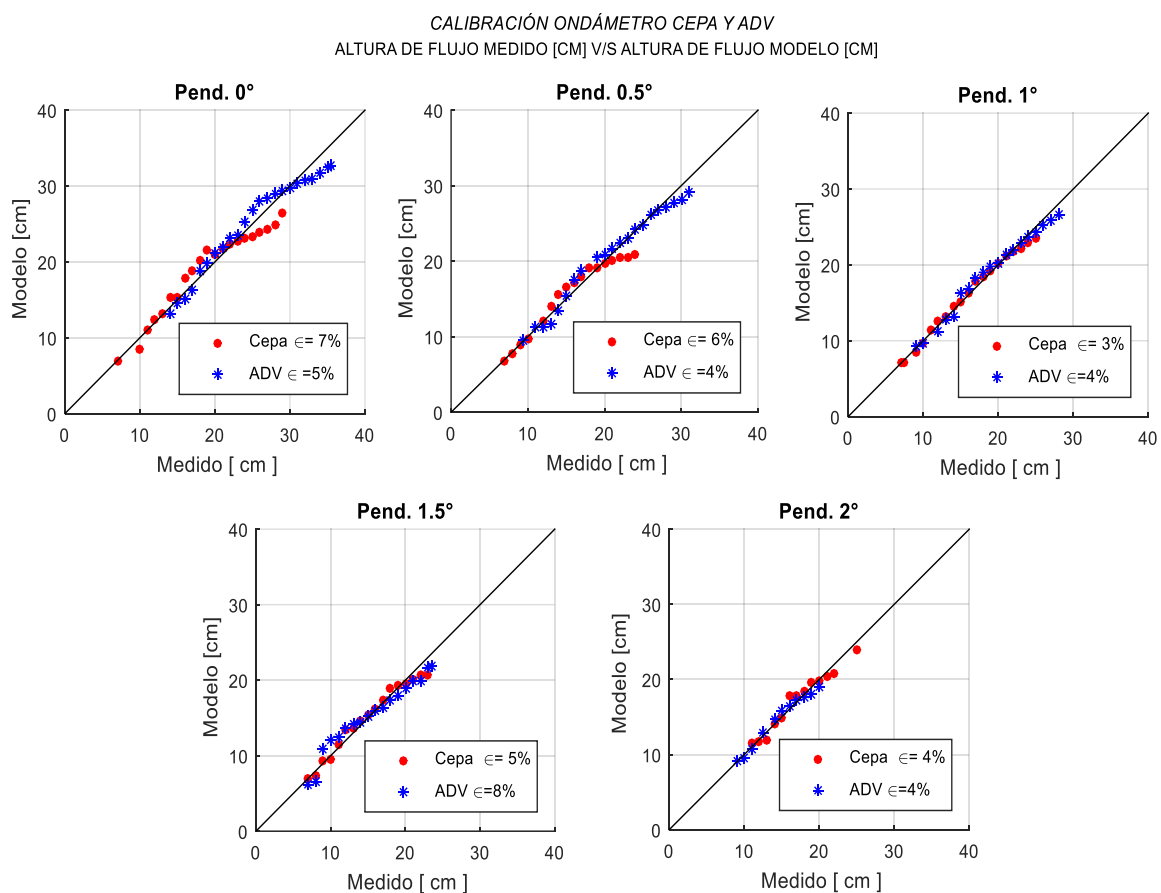 CALIBRACIÓN ONDÁMETRO CEPA Y ADV
ALTURA DE FLUJO MEDIDO [CM] V/S ALTURA DE FLUJO MODELO [CM]
Pend. 0°
40
30
20
10
0
Modelo [cm]
Cepa ∈= 7%
ADV ∈ =5%
0 10 20 30 40
Medido [ cm ]
Pend. 0.5°
40
30
20
10
0
Modelo [cm]
Cepa ∈= 6%
ADV ∈=4%
0 10 20 30 40
Medido [ cm ]
Pend. 1°
40
30
20
10
0
Modelo [cm]
Cepa ∈= 3%
ADV ∈=4%
0 10 20 30 40
Medido [ cm ]
Pend. 1.5°
40
30
20
10
0
Modelo [cm]
Cepa ∈= 5%
ADV ∈=8%
0 10 20 30 40
Medido [ cm ]
Pend. 2°
40
30
20
10
0
Modelo [cm]
Cepa ∈= 4%
ADV ∈=4%
0 10 20 30 40
Medido [ cm ]